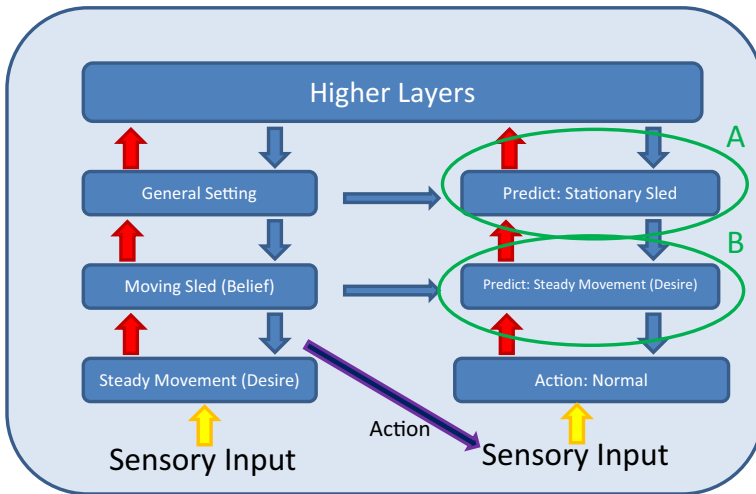 Higher Layers
A
General Setting
Predict: Stationary Sled
B
Moving Sled (Belief)
Predict: Steady Movement (Desire)
Steady Movement (Desire)
Action: Normal
Action
Sensory Input
Sensory Input